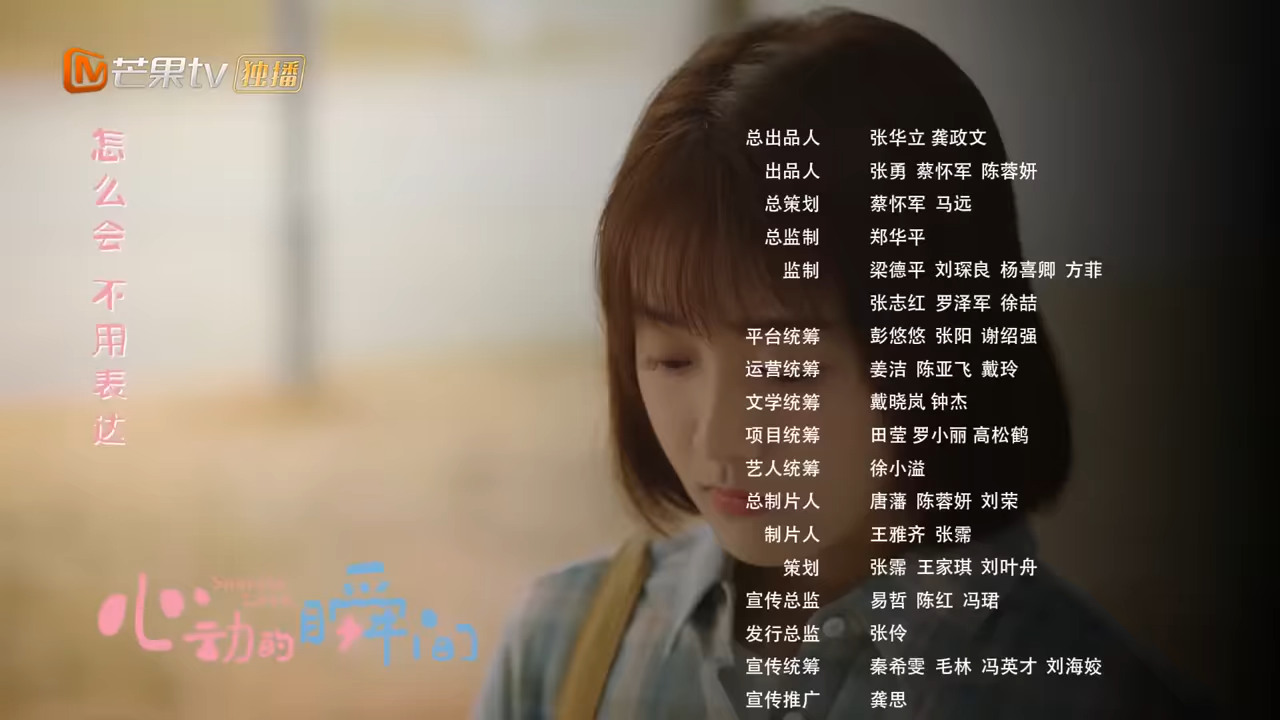 芒果tv 独播
怎么会 不用表达
总出品人 张华立 龚政文
出品人 张勇 蔡怀军 陈蓉妍
总策划 蔡怀军 马远
总监制 郑华平
监制 梁德平 刘琛良 杨喜卿 方菲
张志红 罗泽军 徐喆
平台统筹 彭悠悠 张阳 谢绍强
运营统筹 姜洁 陈亚飞 戴玲
文学统筹 戴晓岚 钟杰
项目统筹 田莹 罗小丽 高松鹤
艺人统筹 徐小溢
总制片人 唐藩 陈蓉妍 刘荣
制片人 王雅齐 张霈
策划 张霈 王家琪 刘叶舟
宣传总监 易哲 陈红 冯珺
发行总监 张伶
宣传统筹 秦希雯 毛林 冯英才 刘海姣
宣传推广 龚思
心动的瞬间